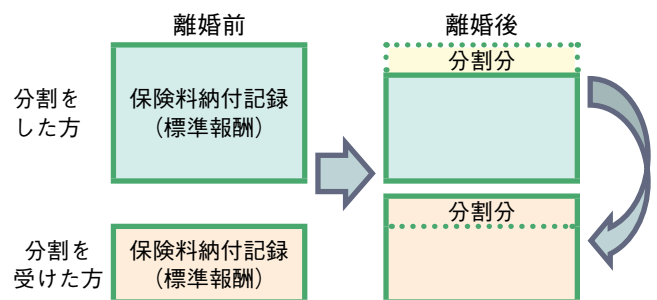 離婚前
離婚後
分割を
した方
保険料納付記録
(標準報酬)
分割分
分割を
受けた方
保険料納付記録
(標準報酬)
分割分